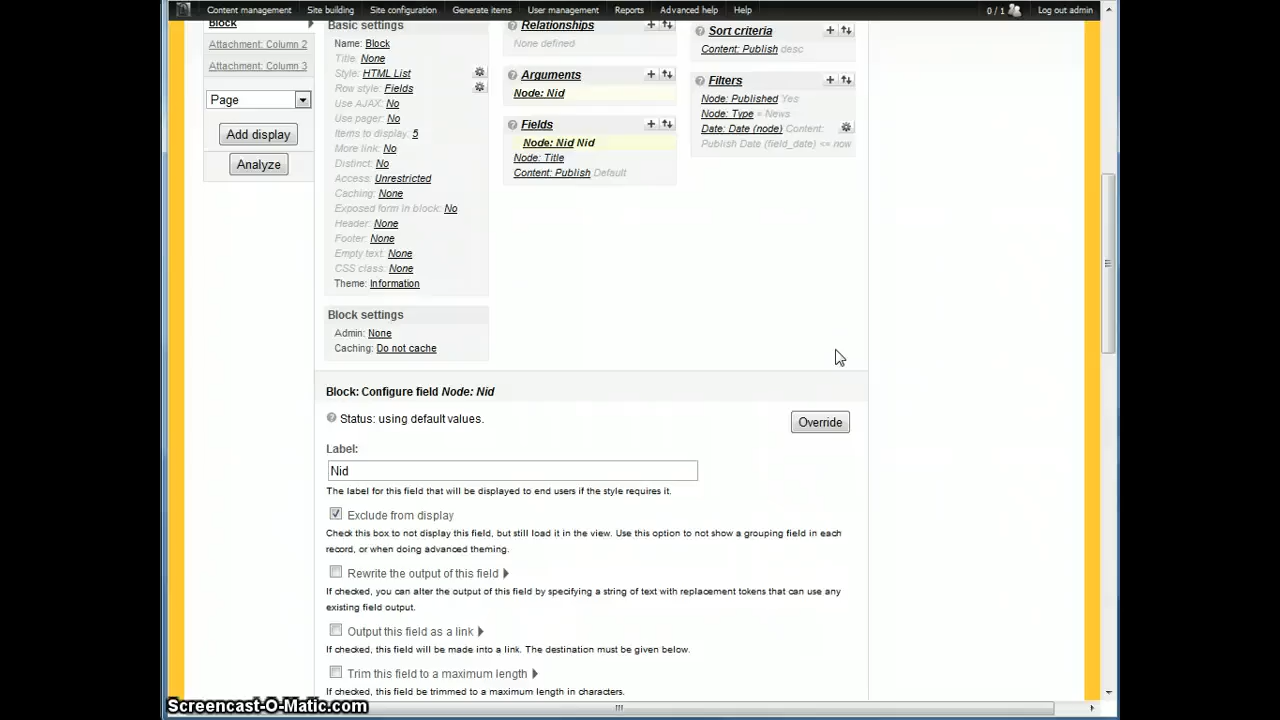 Content management Site building Site configuration Generate items User management Reports Advanced help Help 0 / 1 Log out admin
Block
Attachment: Column 2
Attachment: Column 3
Page
Add display
Analyze
Basic settings
Name: Block
Title: None
Style: HTML List
Row style: Fields
Use AJAX: No
Use pager: No
Items to display: 5
More link: No
Distinct: No
Access: Unrestricted
Caching: None
Exposed form in block: No
Header: None
Footer: None
Empty text: None
CSS class: None
Theme: Information
Block settings
Admin: None
Caching: Do not cache
Relationships
None defined
Arguments
Node: Nid
Fields
Node: Nid Nid
Node: Title
Content: Publish Default
Sort criteria
Content: Publish desc
Filters
Node: Published Yes
Node: Type = News
Date: Date (node) Content:
Publish Date (field_date) <= now
Block: Configure field Node: Nid
Status: using default values.
Override
Label:
Nid
The label for this field that will be displayed to end users if the style requires it.
Exclude from display
Check this box to not display this field, but still load it in the view. Use this option to not show a grouping field in each
record, or when doing advanced theming.
Rewrite the output of this field
If checked, you can alter the output of this field by specifying a string of text with replacement tokens that can use any
existing field output.
Output this field as a link
If checked, this field will be made into a link. The destination must be given below.
Trim this field to a maximum length
If checked, this field be trimmed to a maximum length in characters.
Screencast-O-Matic.com